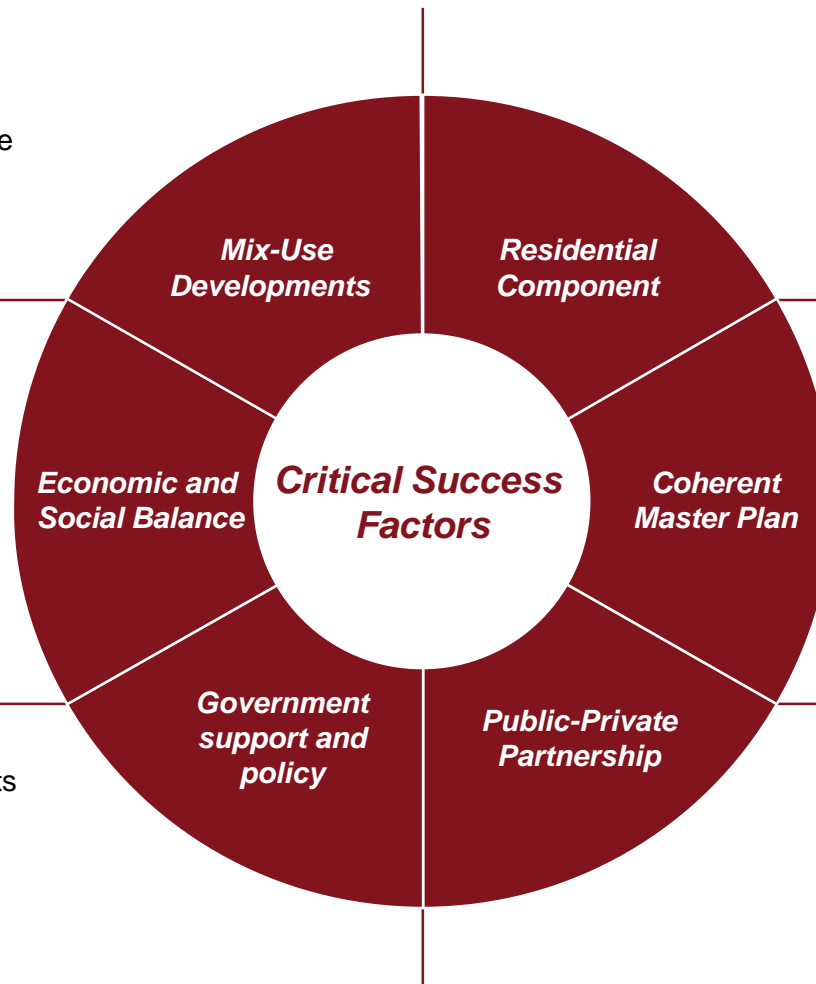 e
Mix-Use
Developments
Residential
Component
Economic and
Social Balance
Critical Success
Factors
Coherent
Master Plan
Government
support and
policy
Public-Private
Partnership
ts